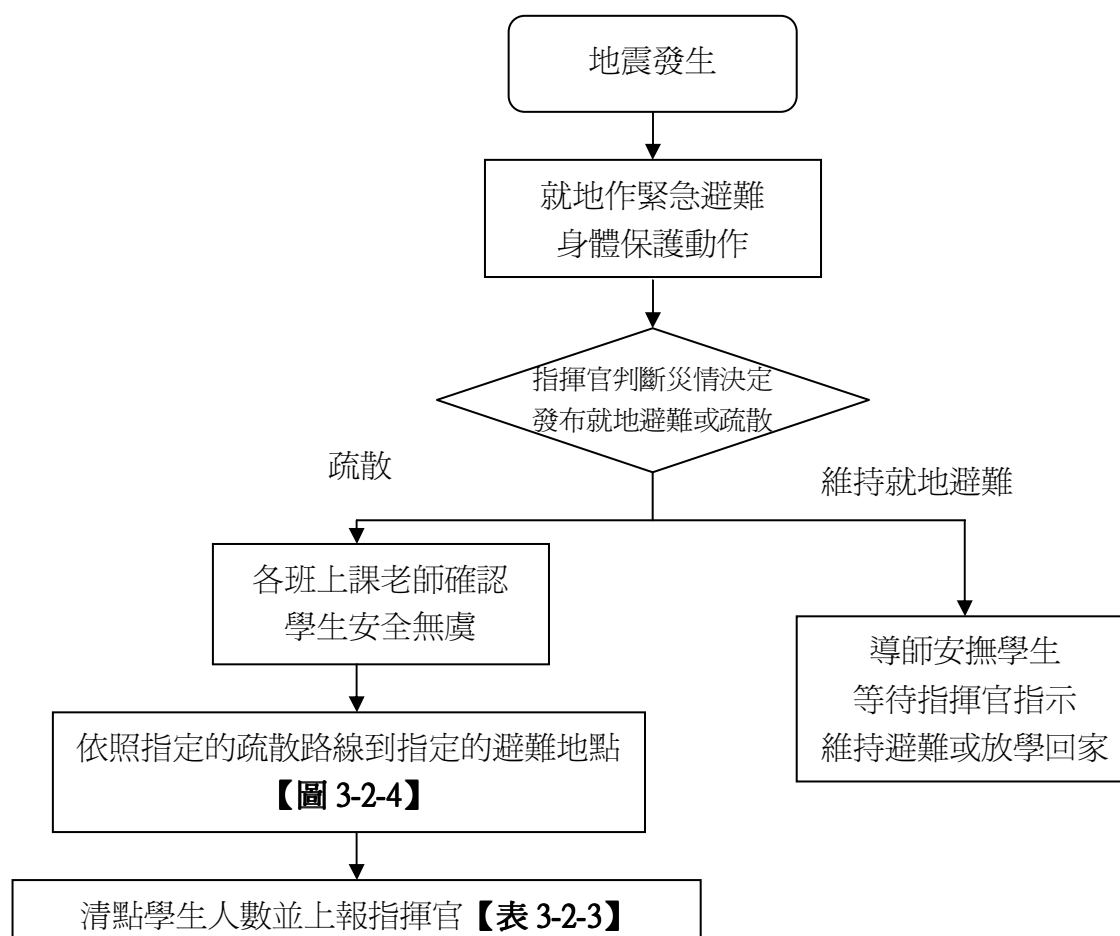 地震發生
就地作緊急避難
身體保護動作
指揮官判斷災情決定
發布就地避難或疏散
疏散
維持就地避難
各班上課老師確認
學生安全無虞
導師安撫學生
等待指揮官指示
維持避難或放學回家
依照指定的疏散路線到指定的避難地點
【圖 3-2-4】
清點學生人數並上報指揮官【表 3-2-3】